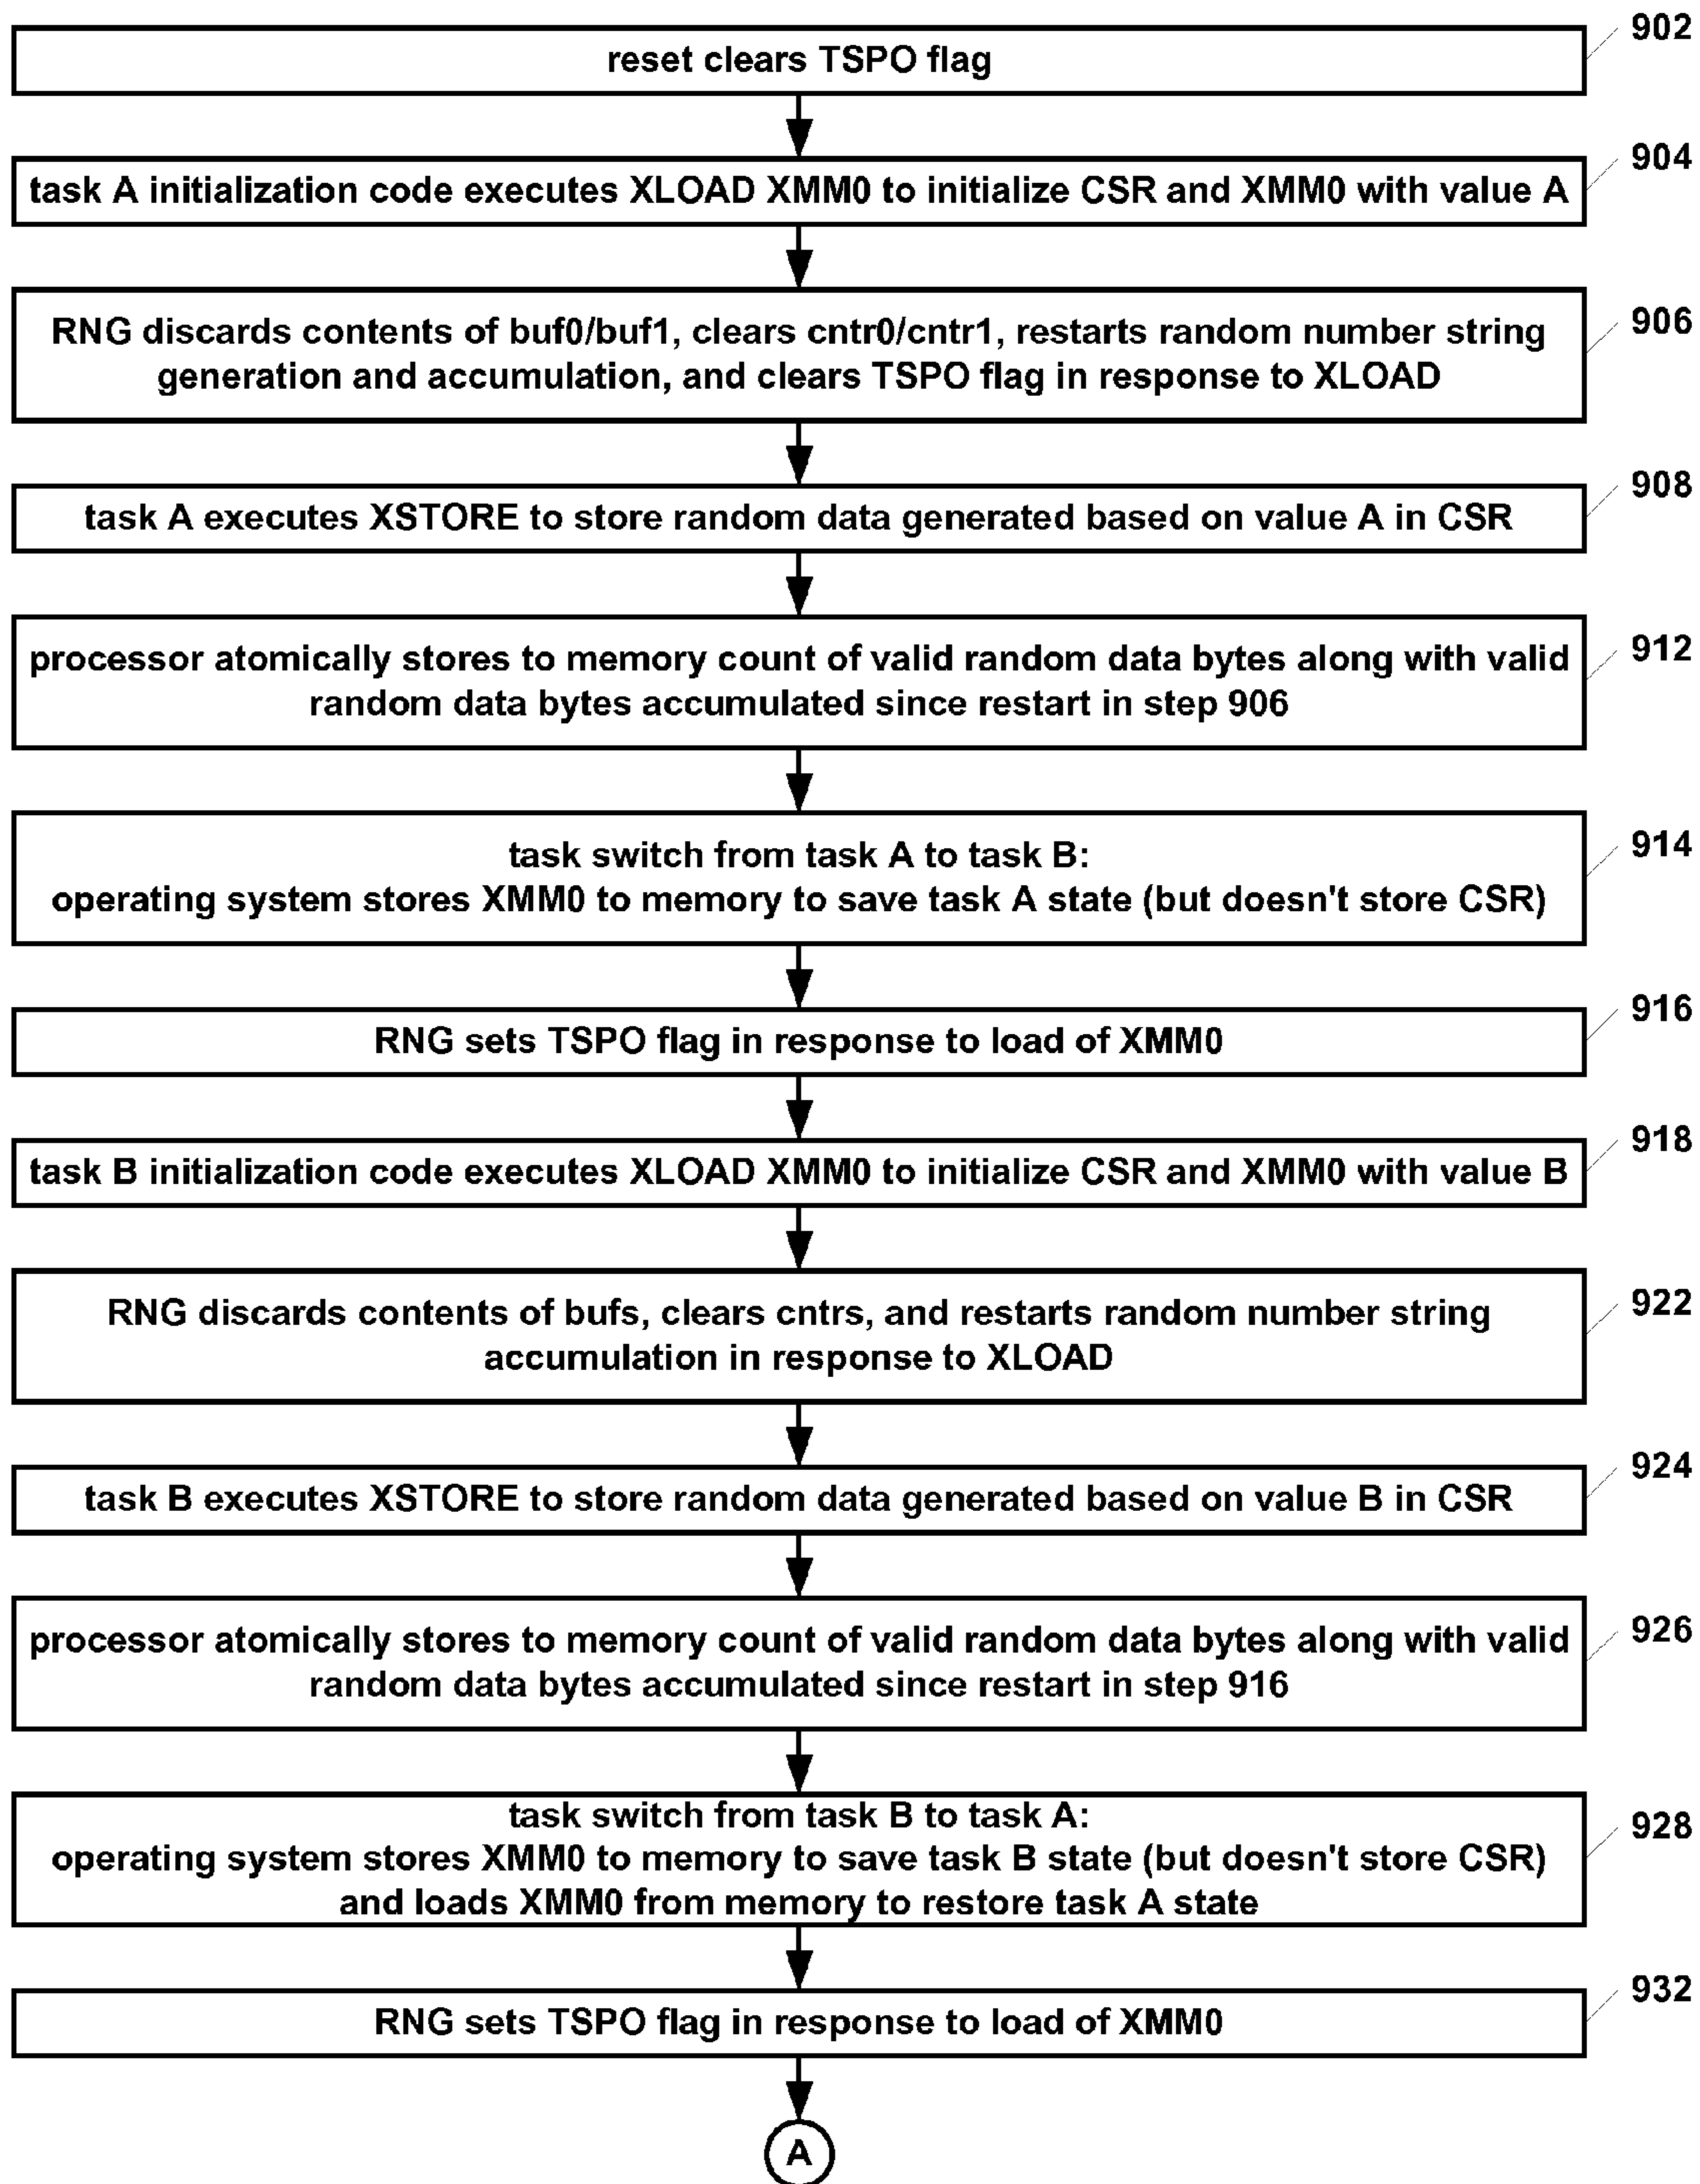 902
reset clears TSPO flag
904
task A initialization code executes XLOAD XMM0 to initialize CSR and XMM0 with value A
906
RNG discards contents of buf0/buf1, clears cntr0/cntr1, restarts random number string
generation and accumulation, and clears TSPO flag in response to XLOAD
908
task A executes XSTORE to store random data generated based on value A in CSR
912
processor atomically stores to memory count of valid random data bytes along with valid
random data bytes accumulated since restart in step 906
914
task switch from task A to task B:
operating system stores XMM0 to memory to save task A state (but doesn't store CSR)
916
RNG sets TSPO flag in response to load of XMM0
918
task B initialization code executes XLOAD XMM0 to initialize CSR and XMM0 with value B
922
RNG discards contents of bufs, clears cntrs, and restarts random number string
accumulation in response to XLOAD
924
task B executes XSTORE to store random data generated based on value B in CSR
926
processor atomically stores to memory count of valid random data bytes along with valid
random data bytes accumulated since restart in step 916
928
task switch from task B to task A:
operating system stores XMM0 to memory to save task B state (but doesn't store CSR)
and loads XMM0 from memory to restore task A state
932
RNG sets TSPO flag in response to load of XMM0
A